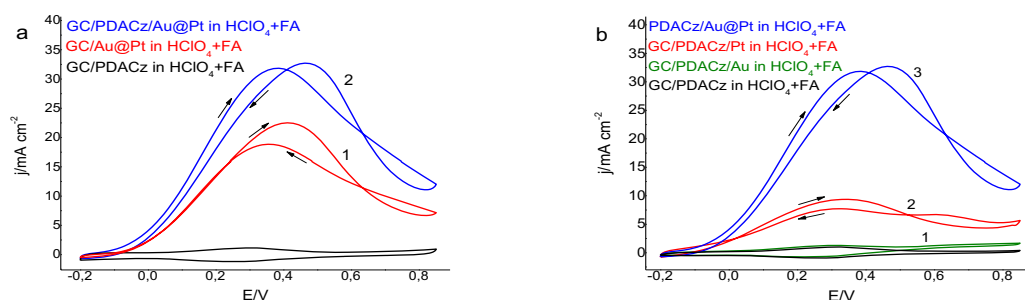 a
GC/PDACz/Au@Pt in HClO4+FA
GC/Au@Pt in HClO4+FA
GC/PDACz in HClO4+FA
j/mA cm-2
40
35
30
25
20
15
10
5
0
2
1
-0,2
0,0
0,2
0,4
0,6
0,8
E/V
b
PDACz/Au@Pt in HClO4+FA
GC/PDACz/Pt in HClO4+FA
GC/PDACz/Au in HClO4+FA
GC/PDACz in HClO4+FA
j/mA cm-2
40
35
30
25
20
15
10
5
0
3
2
1
-0,2
0,0
0,2
0,4
0,6
0,8
E/V